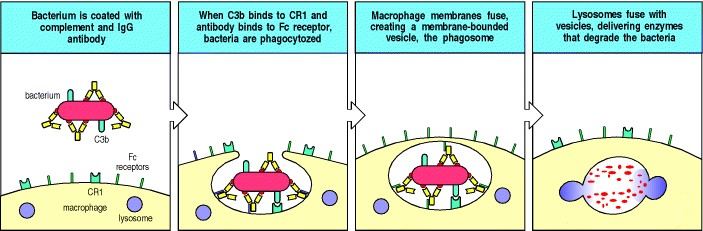 Bacterium is coated with
complement and IgG
antibody
When C3b binds to CR1 and
antibody binds to Fc receptor,
bacteria are phagocytozed
Macrophage membranes fuse,
creating a membrane-bounded
vesicle, the phagosome
Lysosomes fuse with
vesicles, delivering enzymes
that degrade the bacteria
bacterium
C3b
Fc
receptors
CR1
macrophage
lysosome